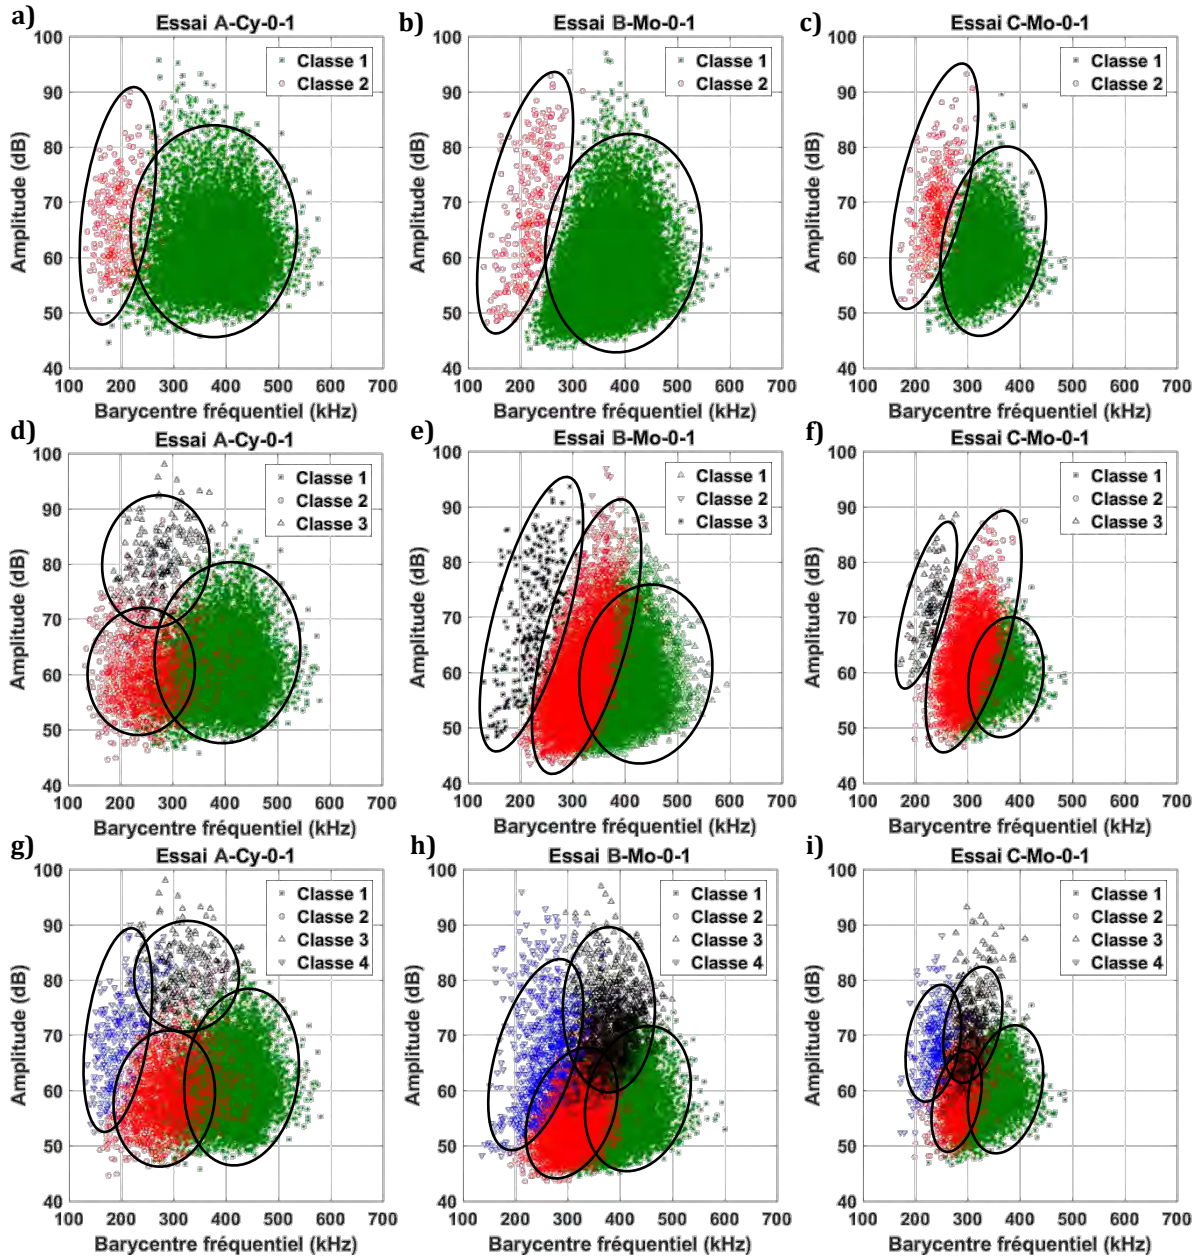 a)
Essai A-Cy-0-1
100
90
80
70
60
50
40
Amplitude (dB)
Classe 1
Classe 2
100 200 300 400 500 600 700
Barycentre fréquentiel (kHz)
b)
Essai B-Mo-0-1
100
90
80
70
60
50
40
Amplitude (dB)
Classe 1
Classe 2
100 200 300 400 500 600 700
Barycentre fréquentiel (kHz)
c)
Essai C-Mo-0-1
100
90
80
70
60
50
40
Amplitude (dB)
Classe 1
Classe 2
100 200 300 400 500 600 700
Barycentre fréquentiel (kHz)
d)
Essai A-Cy-0-1
100
90
80
70
60
50
40
Amplitude (dB)
Classe 1
Classe 2
Classe 3
100 200 300 400 500 600 700
Barycentre fréquentiel (kHz)
e)
Essai B-Mo-0-1
100
90
80
70
60
50
40
Amplitude (dB)
Classe 1
Classe 2
Classe 3
100 200 300 400 500 600 700
Barycentre fréquentiel (kHz)
f)
Essai C-Mo-0-1
100
90
80
70
60
50
40
Amplitude (dB)
Classe 1
Classe 2
Classe 3
100 200 300 400 500 600 700
Barycentre fréquentiel (kHz)
g)
Essai A-Cy-0-1
100
90
80
70
60
50
40
Amplitude (dB)
Classe 1
Classe 2
Classe 3
Classe 4
100 200 300 400 500 600 700
Barycentre fréquentiel (kHz)
h)
Essai B-Mo-0-1
100
90
80
70
60
50
40
Amplitude (dB)
Classe 1
Classe 2
Classe 3
Classe 4
100 200 300 400 500 600 700
Barycentre fréquentiel (kHz)
i)
Essai C-Mo-0-1
100
90
80
70
60
50
40
Amplitude (dB)
Classe 1
Classe 2
Classe 3
Classe 4
100 200 300 400 500 600 700
Barycentre fréquentiel (kHz)